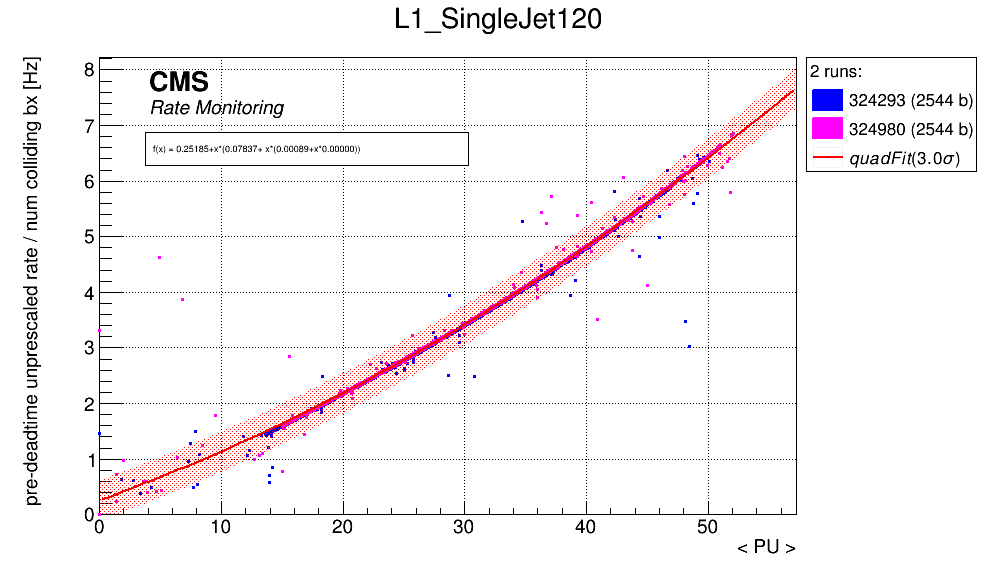 L1_SingleJet120
pre-deadtime unprescaled rate / num colliding bx [Hz]
8
7
6
5
4
3
2
1
0
CMS
Rate Monitoring
f(x) = 0.25185+x*(0.07837+ x*(0.00089+x*0.00000))
0 10 20 30 40 50
< PU >
2 runs:
324293 (2544 b)
324980 (2544 b)
quadFit(3.0σ)